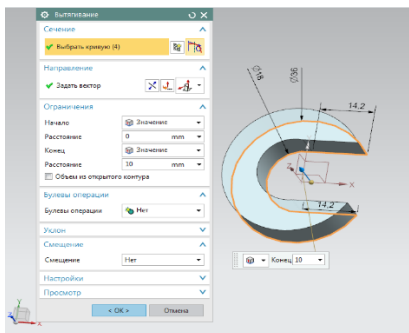 Вытягивание
Сечение
Выбрать кривую (4)
Направление
Задать вектор
Ограничения
Начало Значение
Расстояние 0 mm
Конец Значение
Расстояние 10 mm
Объем из открытого контура
Булевы операции
Булевы операции Нет
Уклон
Смещение
Смещение Нет
Настройки
Просмотр
< OK > Отмена
∅18
∅36
14,2
X
Z
14,2
Конец 10
Y
X